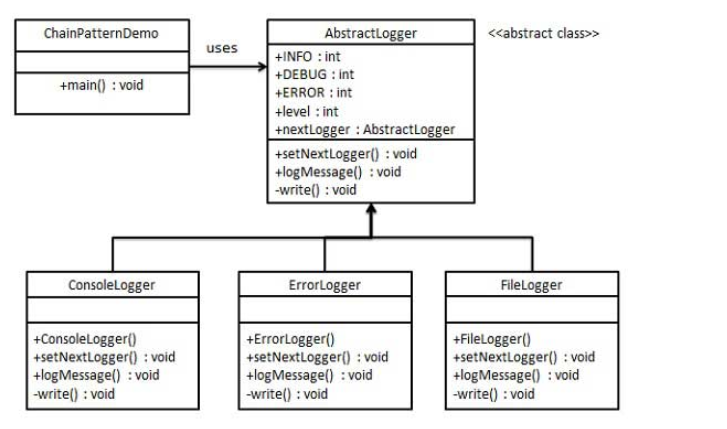 ChainPatternDemo
+main() : void
uses
AbstractLogger
<<abstract class>>
+INFO : int
+DEBUG : int
+ERROR : int
+level : int
+nextLogger : AbstractLogger
+setNextLogger() : void
+logMessage() : void
-write() : void
ConsoleLogger
+ConsoleLogger()
+setNextLogger() : void
+logMessage() : void
-write() : void
ErrorLogger
+ErrorLogger()
+setNextLogger() : void
+logMessage() : void
-write() : void
FileLogger
+FileLogger()
+setNextLogger() : void
+logMessage() : void
-write() : void